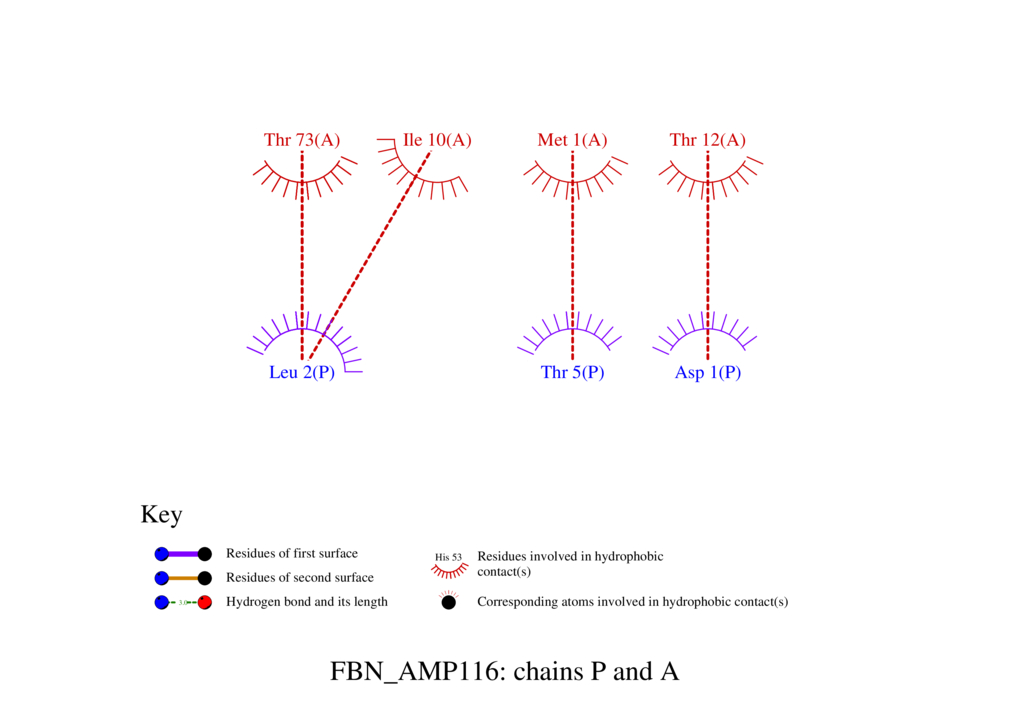 Thr 73(A) Ile 10(A) Met 1(A) Thr 12(A)
Leu 2(P) Thr 5(P) Asp 1(P)
Key
Residues of first surface
Residues of second surface
3.0
Hydrogen bond and its length
His 53
Residues involved in hydrophobic
contact(s)
Corresponding atoms involved in hydrophobic contact(s)
FBN_AMP116: chains P and A